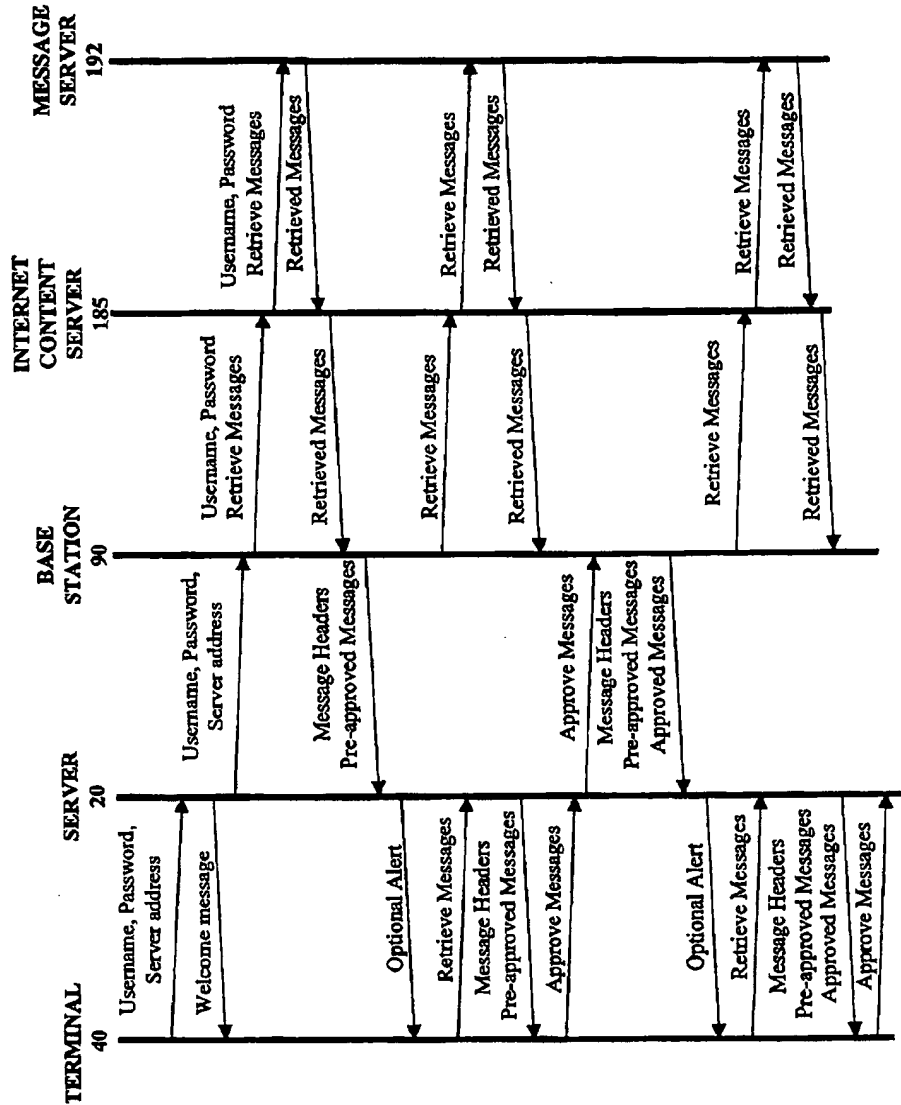 TERMINAL
40
SERVER
20
BASE
STATION
90
INTERNET
CONTENT
SERVER
185
MESSAGE
SERVER
192
Username, Password,
Server address
Welcome message
Username, Password,
Server address
Username, Password
Retrieve Messages
Username, Password
Retrieve Messages
Retrieved Messages
Retrieved Messages
Message Headers
Pre-approved Messages
Optional Alert
Retrieve Messages
Message Headers
Pre-approved Messages
Approve Messages
Retrieve Messages
Retrieve Messages
Retrieved Messages
Retrieved Messages
Approve Messages
Message Headers
Pre-approved Messages
Approved Messages
Optional Alert
Retrieve Messages
Message Headers
Pre-approved Messages
Approved Messages
Approve Messages
Retrieve Messages
Retrieve Messages
Retrieved Messages
Retrieved Messages